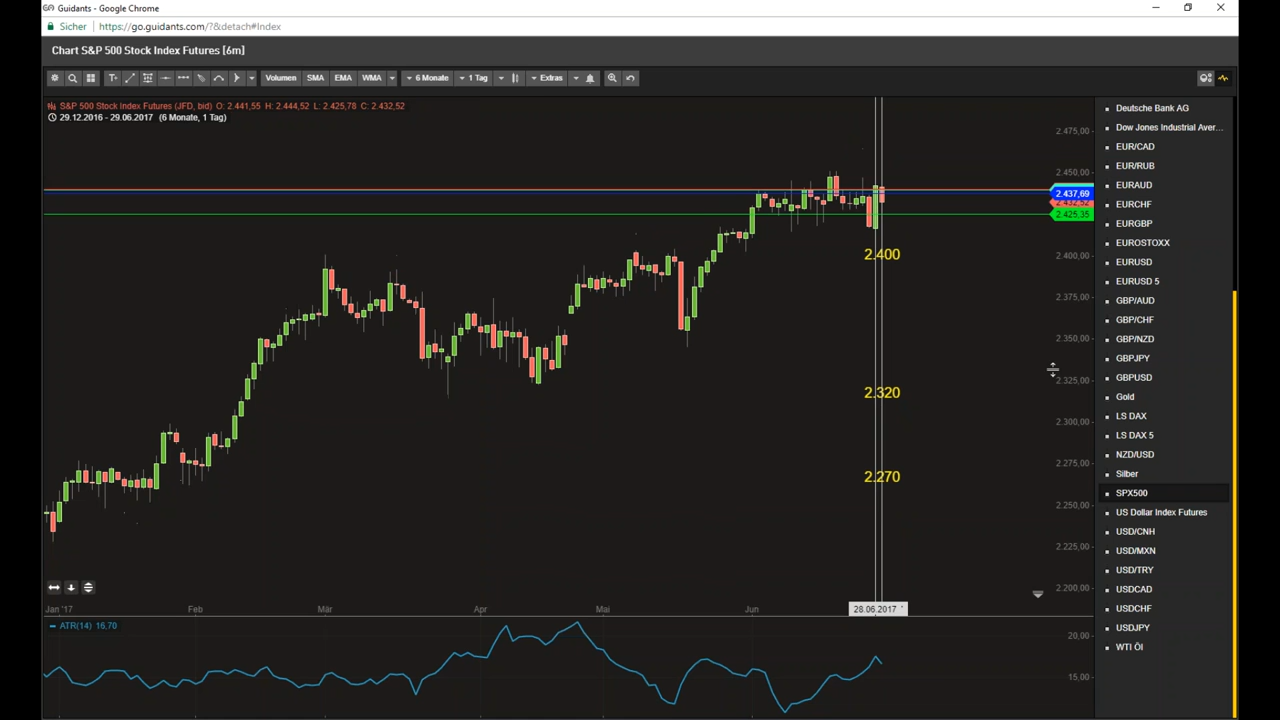 Guidants - Google Chrome
Sicher https://go.guidants.com/?&detach#Index
Chart S&P 500 Stock Index Futures [6m]
T+ Volumen SMA EMA WMA 6 Monate 1 Tag Extras
S&P 500 Stock Index Futures (JFD, bid) O: 2.441,55 H: 2.444,52 L: 2.425,78 C: 2.432,52
29.12.2016 - 29.06.2017 (6 Monate, 1 Tag)
2.475,00
2.450,00
2.437,69
2.432,52
2.425,35
2.400
2.400,00
2.375,00
2.350,00
2.325,00
2.320
2.300,00
2.275,00
2.270
2.250,00
2.225,00
2.200,00
Jan '17 Feb Mär Apr Mai Jun 28.06.2017 '
ATR(14) 16,70
20,00
15,00
Deutsche Bank AG
Dow Jones Industrial Aver...
EUR/CAD
EUR/RUB
EURAUD
EURCHF
EURGBP
EUROSTOXX
EURUSD
EURUSD 5
GBP/AUD
GBP/CHF
GBP/NZD
GBPJPY
GBPUSD
Gold
LS DAX
LS DAX 5
NZD/USD
Silber
SPX500
US Dollar Index Futures
USD/CNH
USD/MXN
USD/TRY
USDCAD
USDCHF
USDJPY
WTI Öl